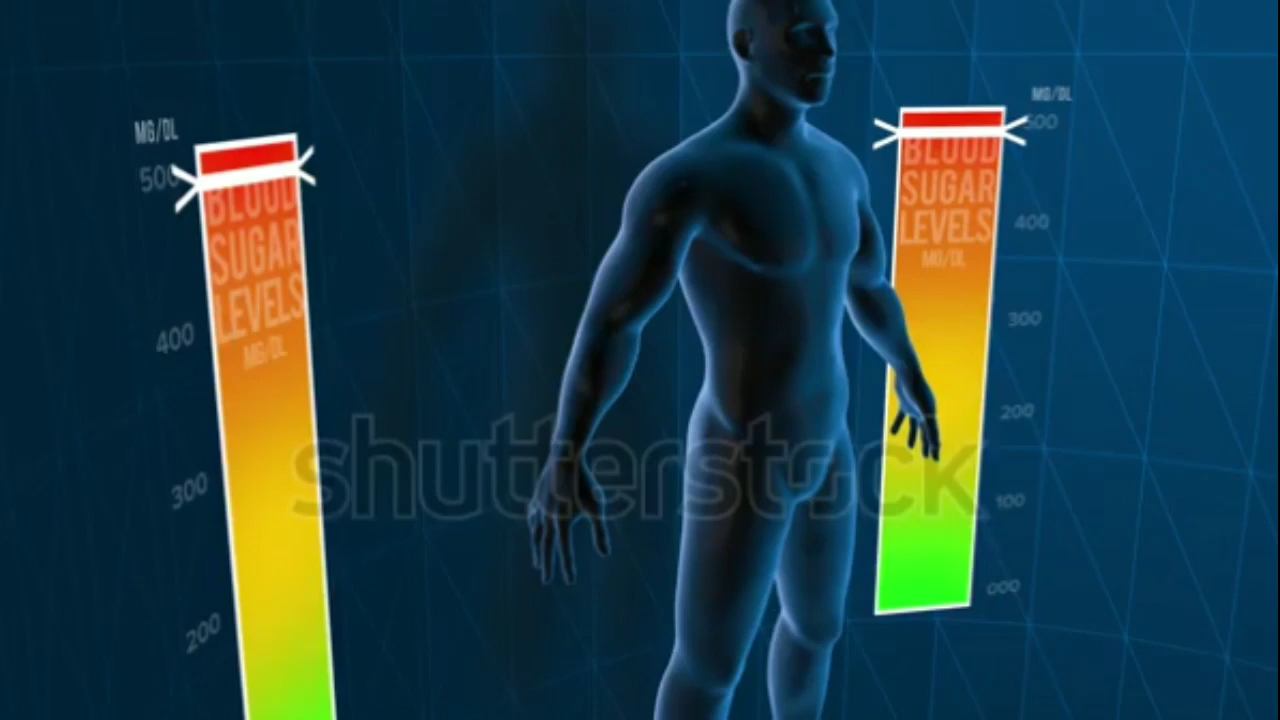 MG/DL
500
BLOOD
SUGAR
LEVELS
MG/DL
400
300
200
shutterstock
MG/DL
500
BLOOD
SUGAR
LEVELS
MG/DL
400
300
200
100
000